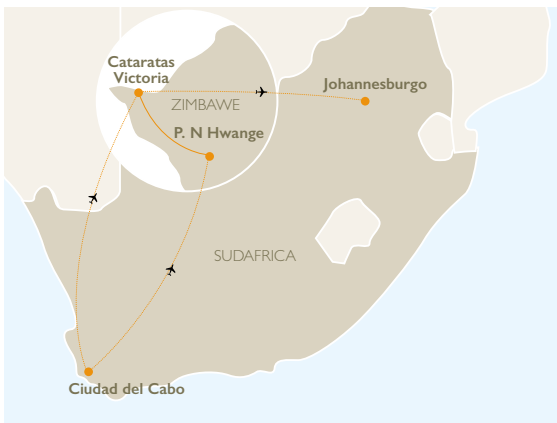 Cataratas
Victoria
Johannesburgo
ZIMBAWE
P. N Hwange
SUDAFRICA
Ciudad del Cabo